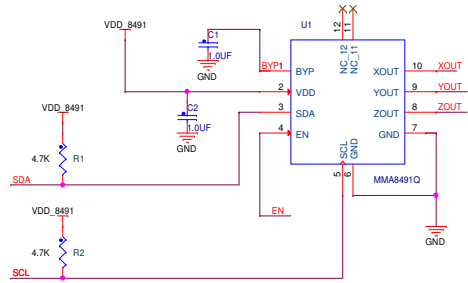 VDD_8491
C1
1.0UF
GND
U1
12
11
NC_12
NC_11
BYP
1
BYP
XOUT
10
XOUT
2
VDD
YOUT
9
YOUT
C2
1.0UF
GND
3
SDA
ZOUT
8
ZOUT
4
EN
GND
7
SCL
GND
5
6
MMA8491Q
VDD_8491
4.7K
R1
SDA
VDD_8491
4.7K
R2
SCL
EN
GND